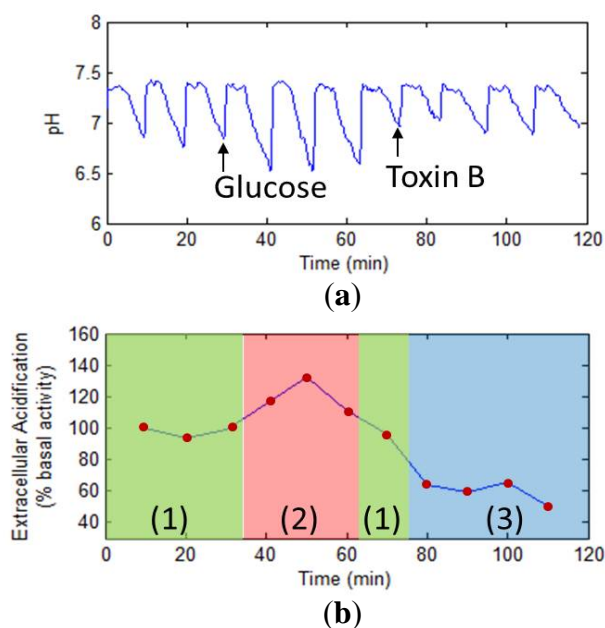 8
7.5
7
6.5
6
pH
Glucose
Toxin B
0 20 40 60 80 100 120
Time (min)
(a)
160
140
120
100
80
60
40
Extracellular Acidification
(% basal activity)
(1) (2) (1) (3)
0 20 40 60 80 100 120
Time (min)
(b)